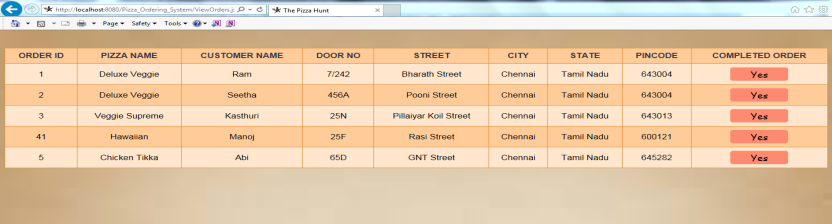 http://localhost:8080/Pizza_Ordering_System/ViewOrders.js
The Pizza Hunt
Page Safety Tools
ORDER ID PIZZA NAME CUSTOMER NAME DOOR NO STREET CITY STATE PINCODE COMPLETED ORDER
1 Deluxe Veggie Ram 7/242 Bharath Street Chennai Tamil Nadu 643004 Yes
2 Deluxe Veggie Seetha 456A Pooni Street Chennai Tamil Nadu 643004 Yes
3 Veggie Supreme Kasthuri 25N Pillaiyar Koil Street Chennai Tamil Nadu 643013 Yes
41 Hawaiian Manoj 25F Rasi Street Chennai Tamil Nadu 600121 Yes
5 Chicken Tikka Abi 65D GNT Street Chennai Tamil Nadu 645282 Yes